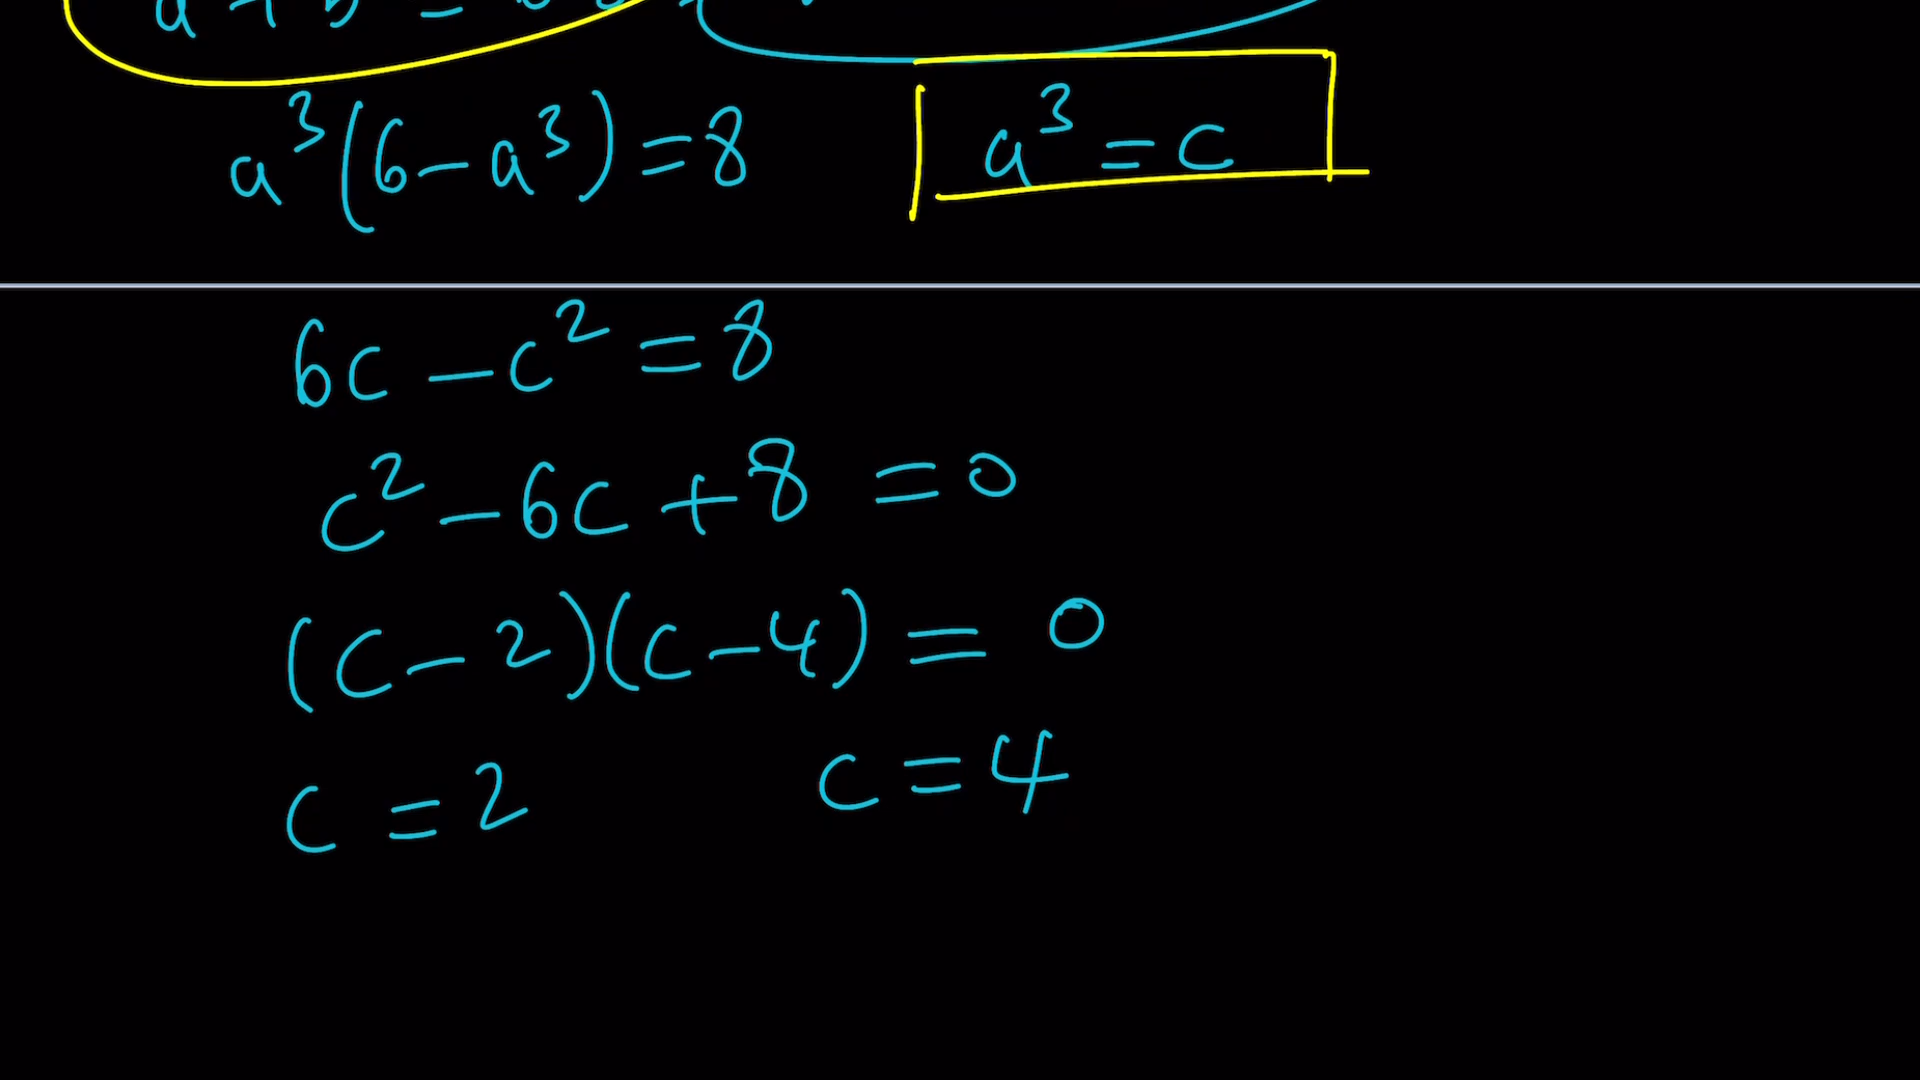 a³(6-a³)=8
a³=c
6c-c²=8
c²-6c+8=0
(c-2)(c-4)=0
c=2
c=4